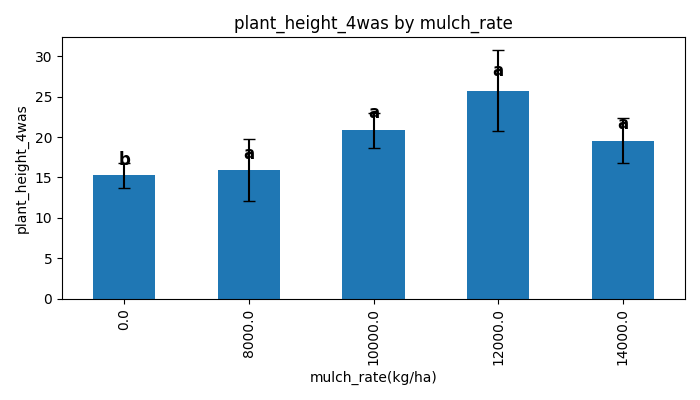 plant_height_4was by mulch_rate
plant_height_4was
30
25
20
15
10
5
0
b
a
a
a
a
0.0
8000.0
10000.0
12000.0
14000.0
mulch_rate(kg/ha)